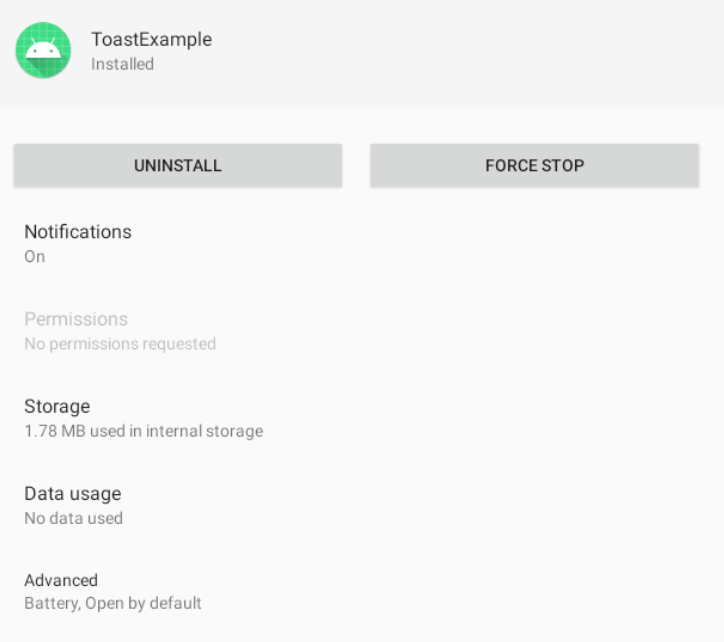 ToastExample
Installed
UNINSTALL
FORCE STOP
Notifications
On
Permissions
No permissions requested
Storage
1.78 MB used in internal storage
Data usage
No data used
Advanced
Battery, Open by default